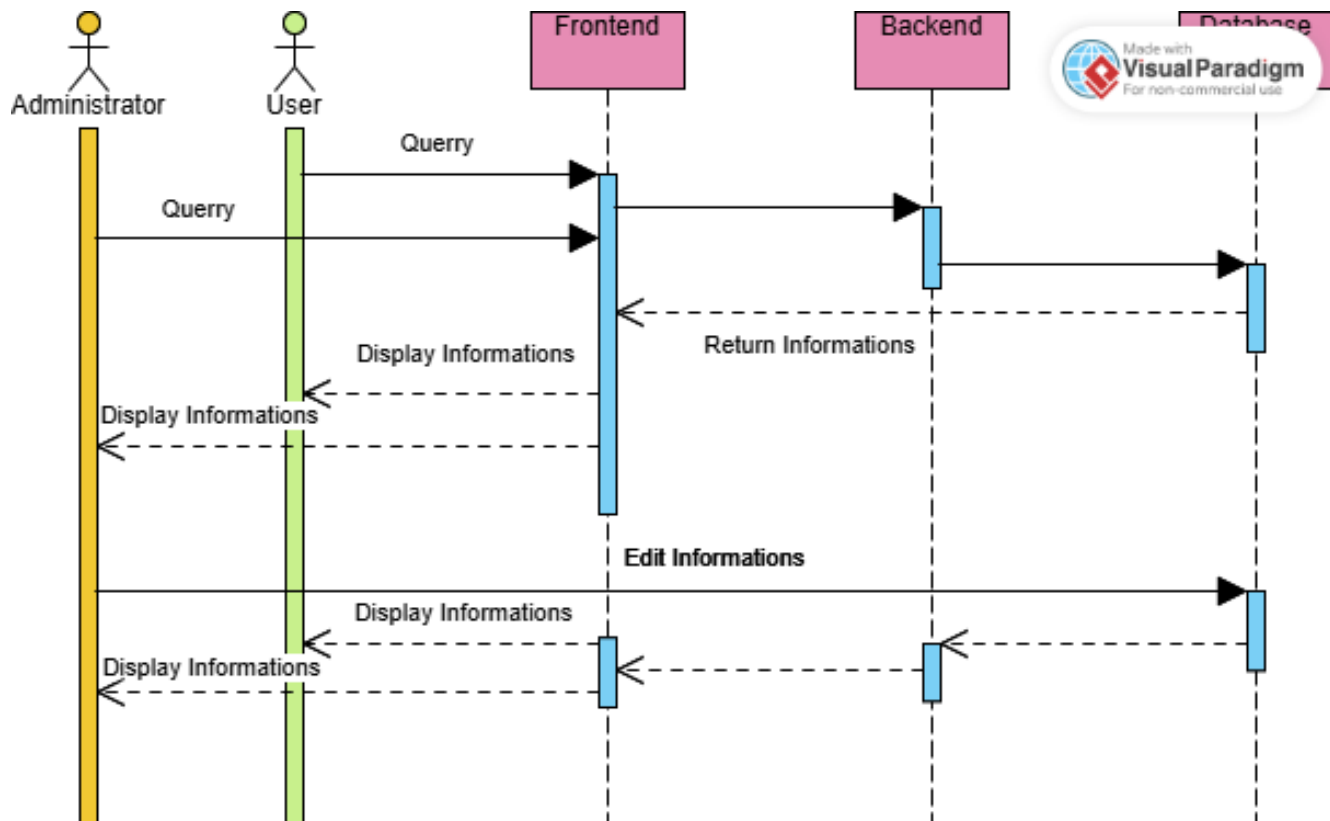 Frontend
Backend
Database
Made with
Visual Paradigm
For non-commercial use
Administrator
User
Querry
Querry
Return Informations
Display Informations
Display Informations
Edit Informations
Display Informations
Display Informations